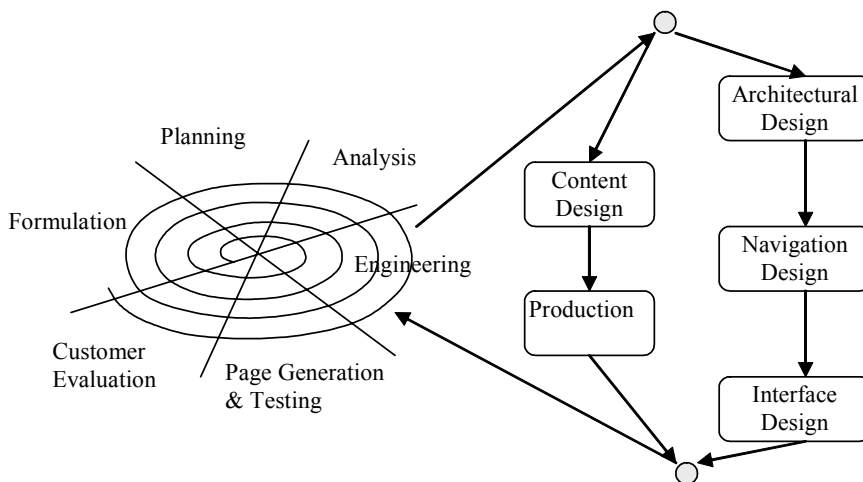 Planning
Analysis
Formulation
Engineering
Customer
Evaluation
Page Generation
& Testing
Content
Design
Production
Architectural
Design
Navigation
Design
Interface
Design